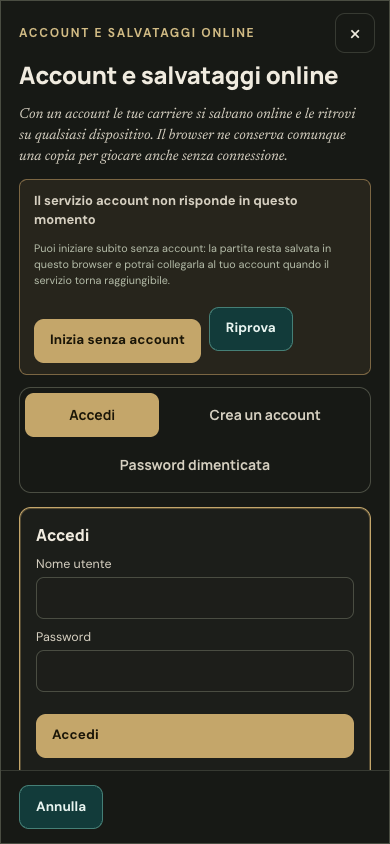 ACCOUNT E SALVATAGGI ONLINE
×
Account e salvataggi online
Con un account le tue carriere si salvano online e le ritrovi
su qualsiasi dispositivo. Il browser ne conserva comunque
una copia per giocare anche senza connessione.
Il servizio account non risponde in questo
momento
Puoi iniziare subito senza account: la partita resta salvata in
questo browser e potrai collegarla al tuo account quando il
servizio torna raggiungibile.
Inizia senza account
Riprova
Accedi
Crea un account
Password dimenticata
Accedi
Nome utente
Password
Accedi
Annulla